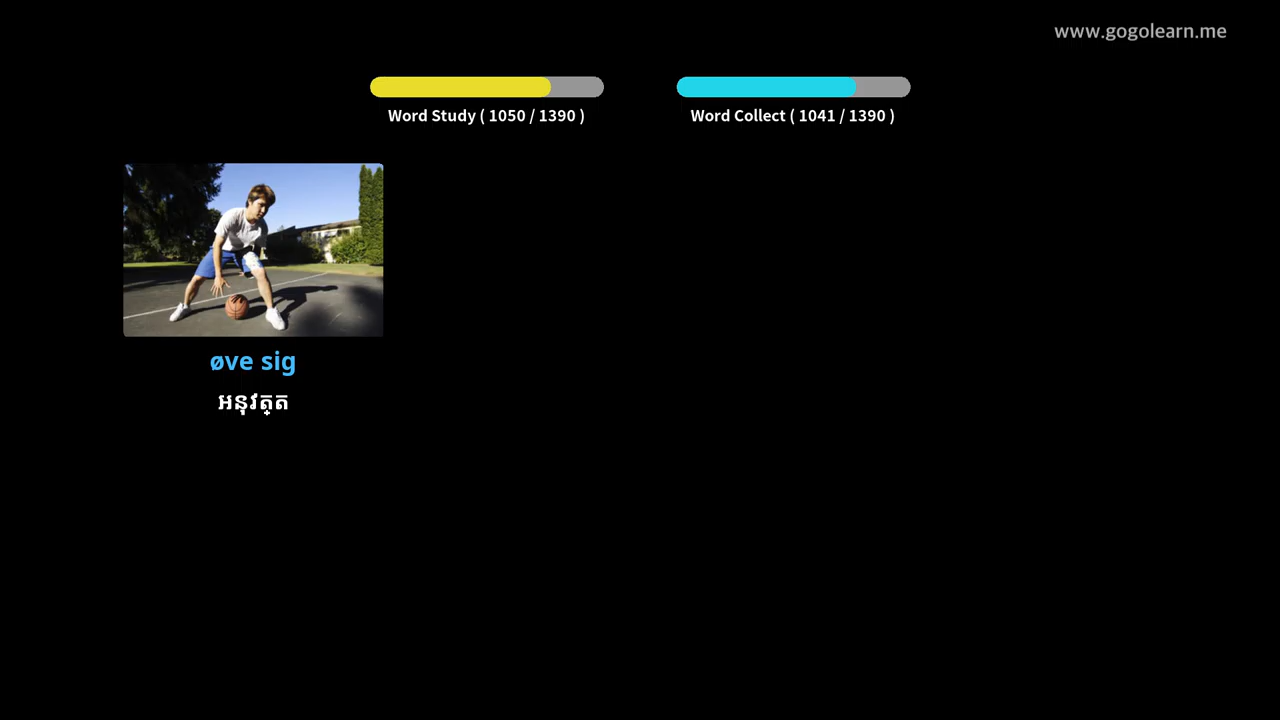 www.gogolearn.me
Word Study ( 1050 / 1390 )
Word Collect ( 1041 / 1390 )
øve sig
អនុវត្ត